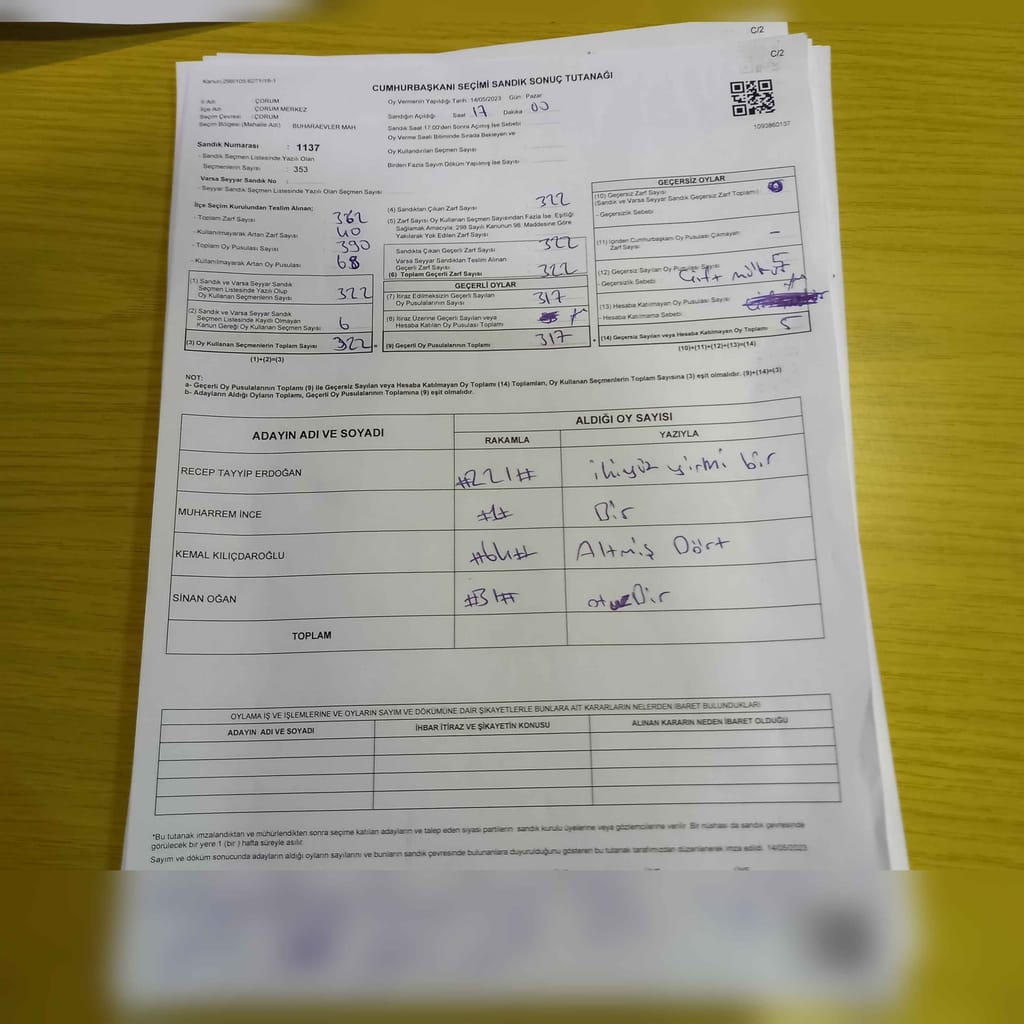 C/2
C/2
Kanun:298/105-6271/18-1
CUMHURBAŞKANI SEÇİMİ SANDIK SONUÇ TUTANAĞI
1093860137
İl Adı : ÇORUM
İlçe Adı : ÇORUM MERKEZ
Seçim Çevresi : ÇORUM
Seçim Bölgesi (Mahalle Adı) : BUHARAEVLER MAH
Oy Vermenin Yapıldığı Tarih :14/05/2023 Gün : Pazar
Sandığın Açıldığı Saat 17 Dakika 00
Sandık Saat 17:00'den Sonra Açımış İse Sebebi
Oy Verme Saati Bitiminde Sırada Bekleyen ve
Oy Kullandırılan Seçmen Sayısı
Birden Fazla Sayım Döküm Yapılmış İse Sayısı
Sandık Numarası : 1137
- Sandık Seçmen Listesinde Yazılı Olan
Seçmenlerin Sayısı : 353
Varsa Seyyar Sandık No :
- Seyyar Sandık Seçmen Listesinde Yazılı Olan Seçmen Sayısı
İlçe Seçim Kurulundan Teslim Alınan;
- Toplam Zarf Sayısı 362
- Kullanılmayarak Artan Zarf Sayısı 40
- Toplam Oy Pusulası Sayısı 390
- Kullanılmayarak Artan Oy Pusulası 68
(1) Sandık ve Varsa Seyyar Sandık
Seçmen Listesinde Yazılı Olup
Oy Kullanan Seçmenlerin Sayısı 322
(2) Sandık ve Varsa Seyyar Sandık
Seçmen Listesinde Kaydı Olmayan
Kanun Gereği Oy Kullanan Seçmen Sayısı 6
(3) Oy Kullanan Seçmenlerin Toplam Sayısı 322
(1)+(2)=(3)
(4) Sandıktan Çıkan Zarf Sayısı 322
(5) Zarf Sayısı Oy Kullanan Seçmen Sayısından Fazla İse, Eşitliği
Sağlamak Amacıyla; 298 Sayılı Kanunun 98. Maddesine Göre
Yakılarak Yok Edilen Zarf Sayısı
Sandıkta Çıkan Geçerli Zarf Sayısı 322
Varsa Seyyar Sandıktan Teslim Alınan
Geçerli Zarf Sayısı
(6) Toplam Geçerli Zarf Sayısı 322
GEÇERLİ OYLAR
(7) İtiraz Edilmeksizin Geçerli Sayılan
Oy Pusulalarının Sayısı 317
(8) İtiraz Üzerine Geçerli Sayılan veya
Hesaba Katılan Oy Pusulası Toplamı
(9) Geçerli Oy Pusulalarının Toplamı 317
GEÇERSİZ OYLAR
(10) Geçersiz Zarf Sayısı
(Sandık ve Varsa Seyyar Sandık Geçersiz Zarf Toplamı)
- Geçersizlik Sebebi
(11) İçinden Cumhurbaşkanı Oy Pusulası Çıkmayan
Zarf Sayısı -
(12) Geçersiz Sayılan Oy Pusulası Sayısı 5
- Geçersizlik Sebebi Çift
(13) Hesaba Katılmayan Oy Pusulası Sayısı
- Hesaba Katılmama Sebebi
(14) Geçersiz Sayılan veya Hesaba Katılmayan Oy Toplamı 5
(10)+(11)+(12)+(13)=(14)
NOT:
a- Geçerli Oy Pusulalarının Toplamı (9) ile Geçersiz Sayılan veya Hesaba Katılmayan Oy Toplamı (14) Toplamları, Oy Kullanan Seçmenlerin Toplam Sayısına (3) eşit olmalıdır. (9)+(14)=(3)
b- Adayların Aldığı Oyların Toplamı, Geçerli Oy Pusulalarının Toplamına (9) eşit olmalıdır.
ADAYIN ADI VE SOYADI
ALDIĞI OY SAYISI
RAKAMLA YAZIYLA
RECEP TAYYİP ERDOĞAN #221# ikiyüz yirmi bir
MUHARREM İNCE #1# Bir
KEMAL KILIÇDAROĞLU #64# Altmiş Dört
SİNAN OĞAN #31# otuzBir
TOPLAM
OYLAMA İŞ VE İŞLEMLERİNE VE OYLARIN SAYIM VE DÖKÜMÜNE DAİR ŞİKAYETLERLE BUNLARA AİT KARARLARIN NELERDEN İBARET BULUNDUKLARI
ADAYIN ADI VE SOYADI İHBAR İTİRAZ VE ŞİKAYETİN KONUSU ALINAN KARARIN NEDEN İBARET OLDUĞU
*Bu tutanak imzalandıktan ve mühürlendikten sonra seçime katılan adayların ve talep eden siyasi partilerin sandık kurulu üyelerine veya gözlemcilerine verilir. Bir nüshası da sandık çevresinde
görülecek bir yere 1 (bir ) hafta süreyle asılır.
Sayım ve döküm sonucunda adayların aldığı oyların sayılarını ve bunların sandık çevresinde bulunanlara duyurulduğunu gösteren bu tutanak tarafımızdan düzenlenerek imza edildi. 14/05/2023